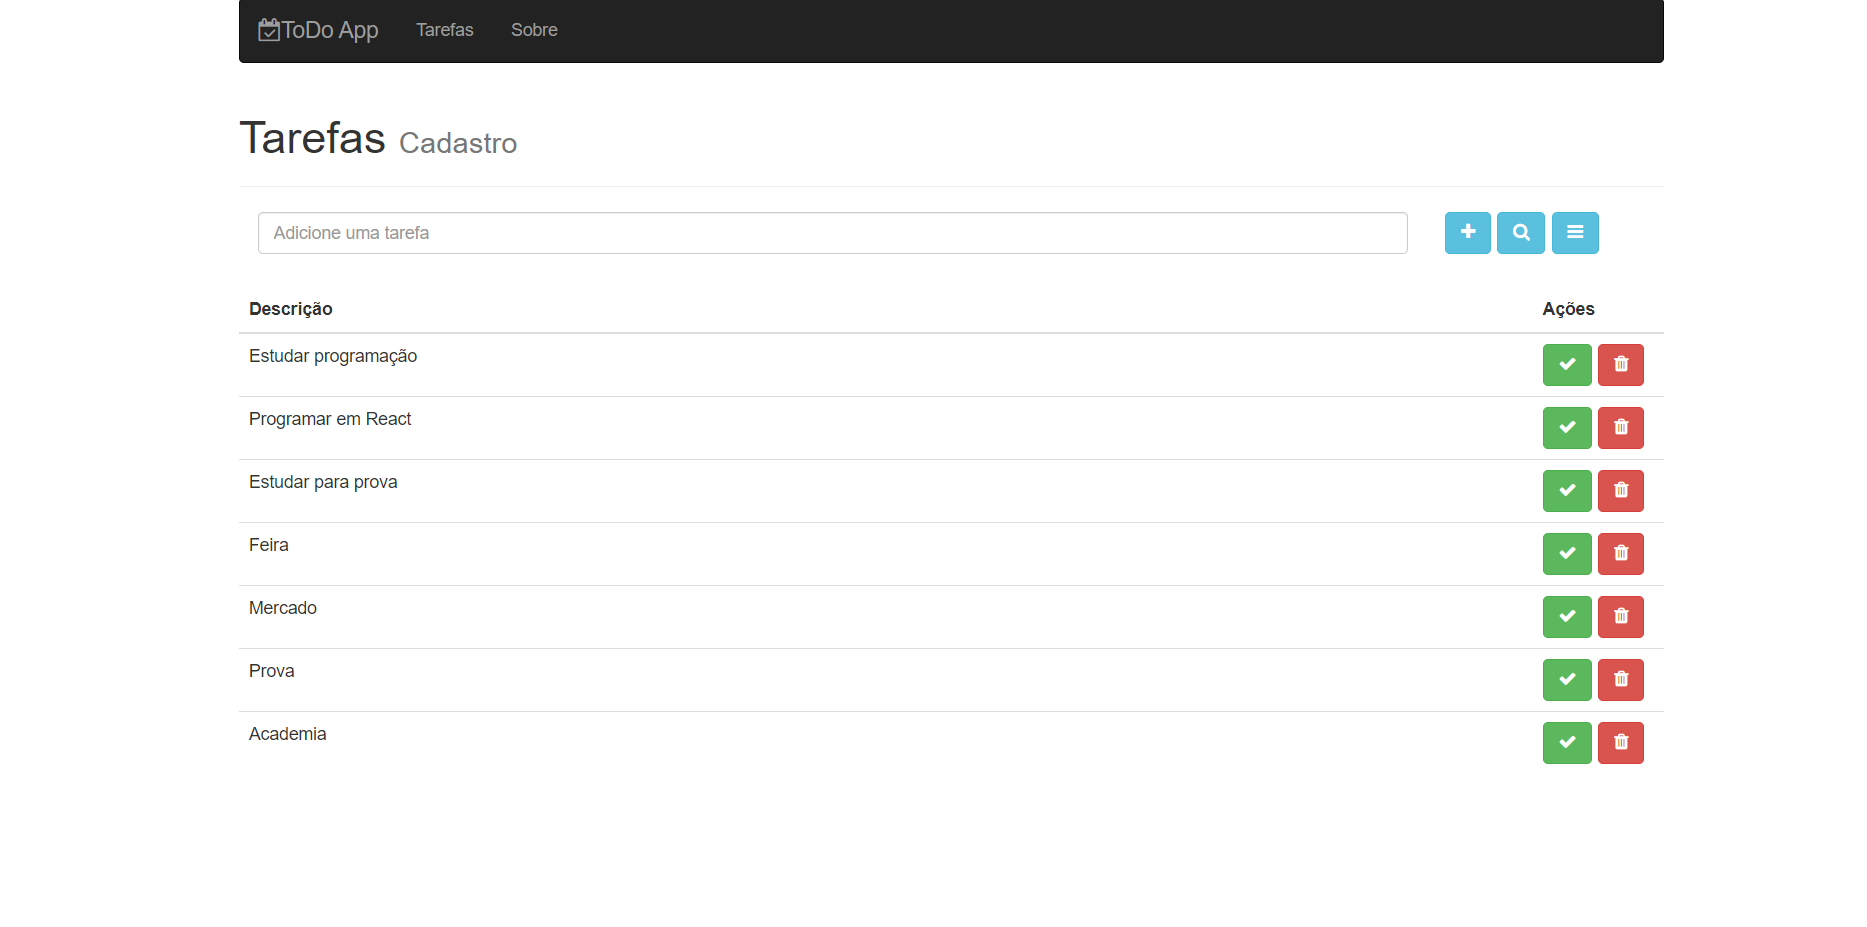 ToDo App Tarefas Sobre
Tarefas Cadastro
Adicione uma tarefa
Descrição Ações
Estudar programação
Programar em React
Estudar para prova
Feira
Mercado
Prova
Academia